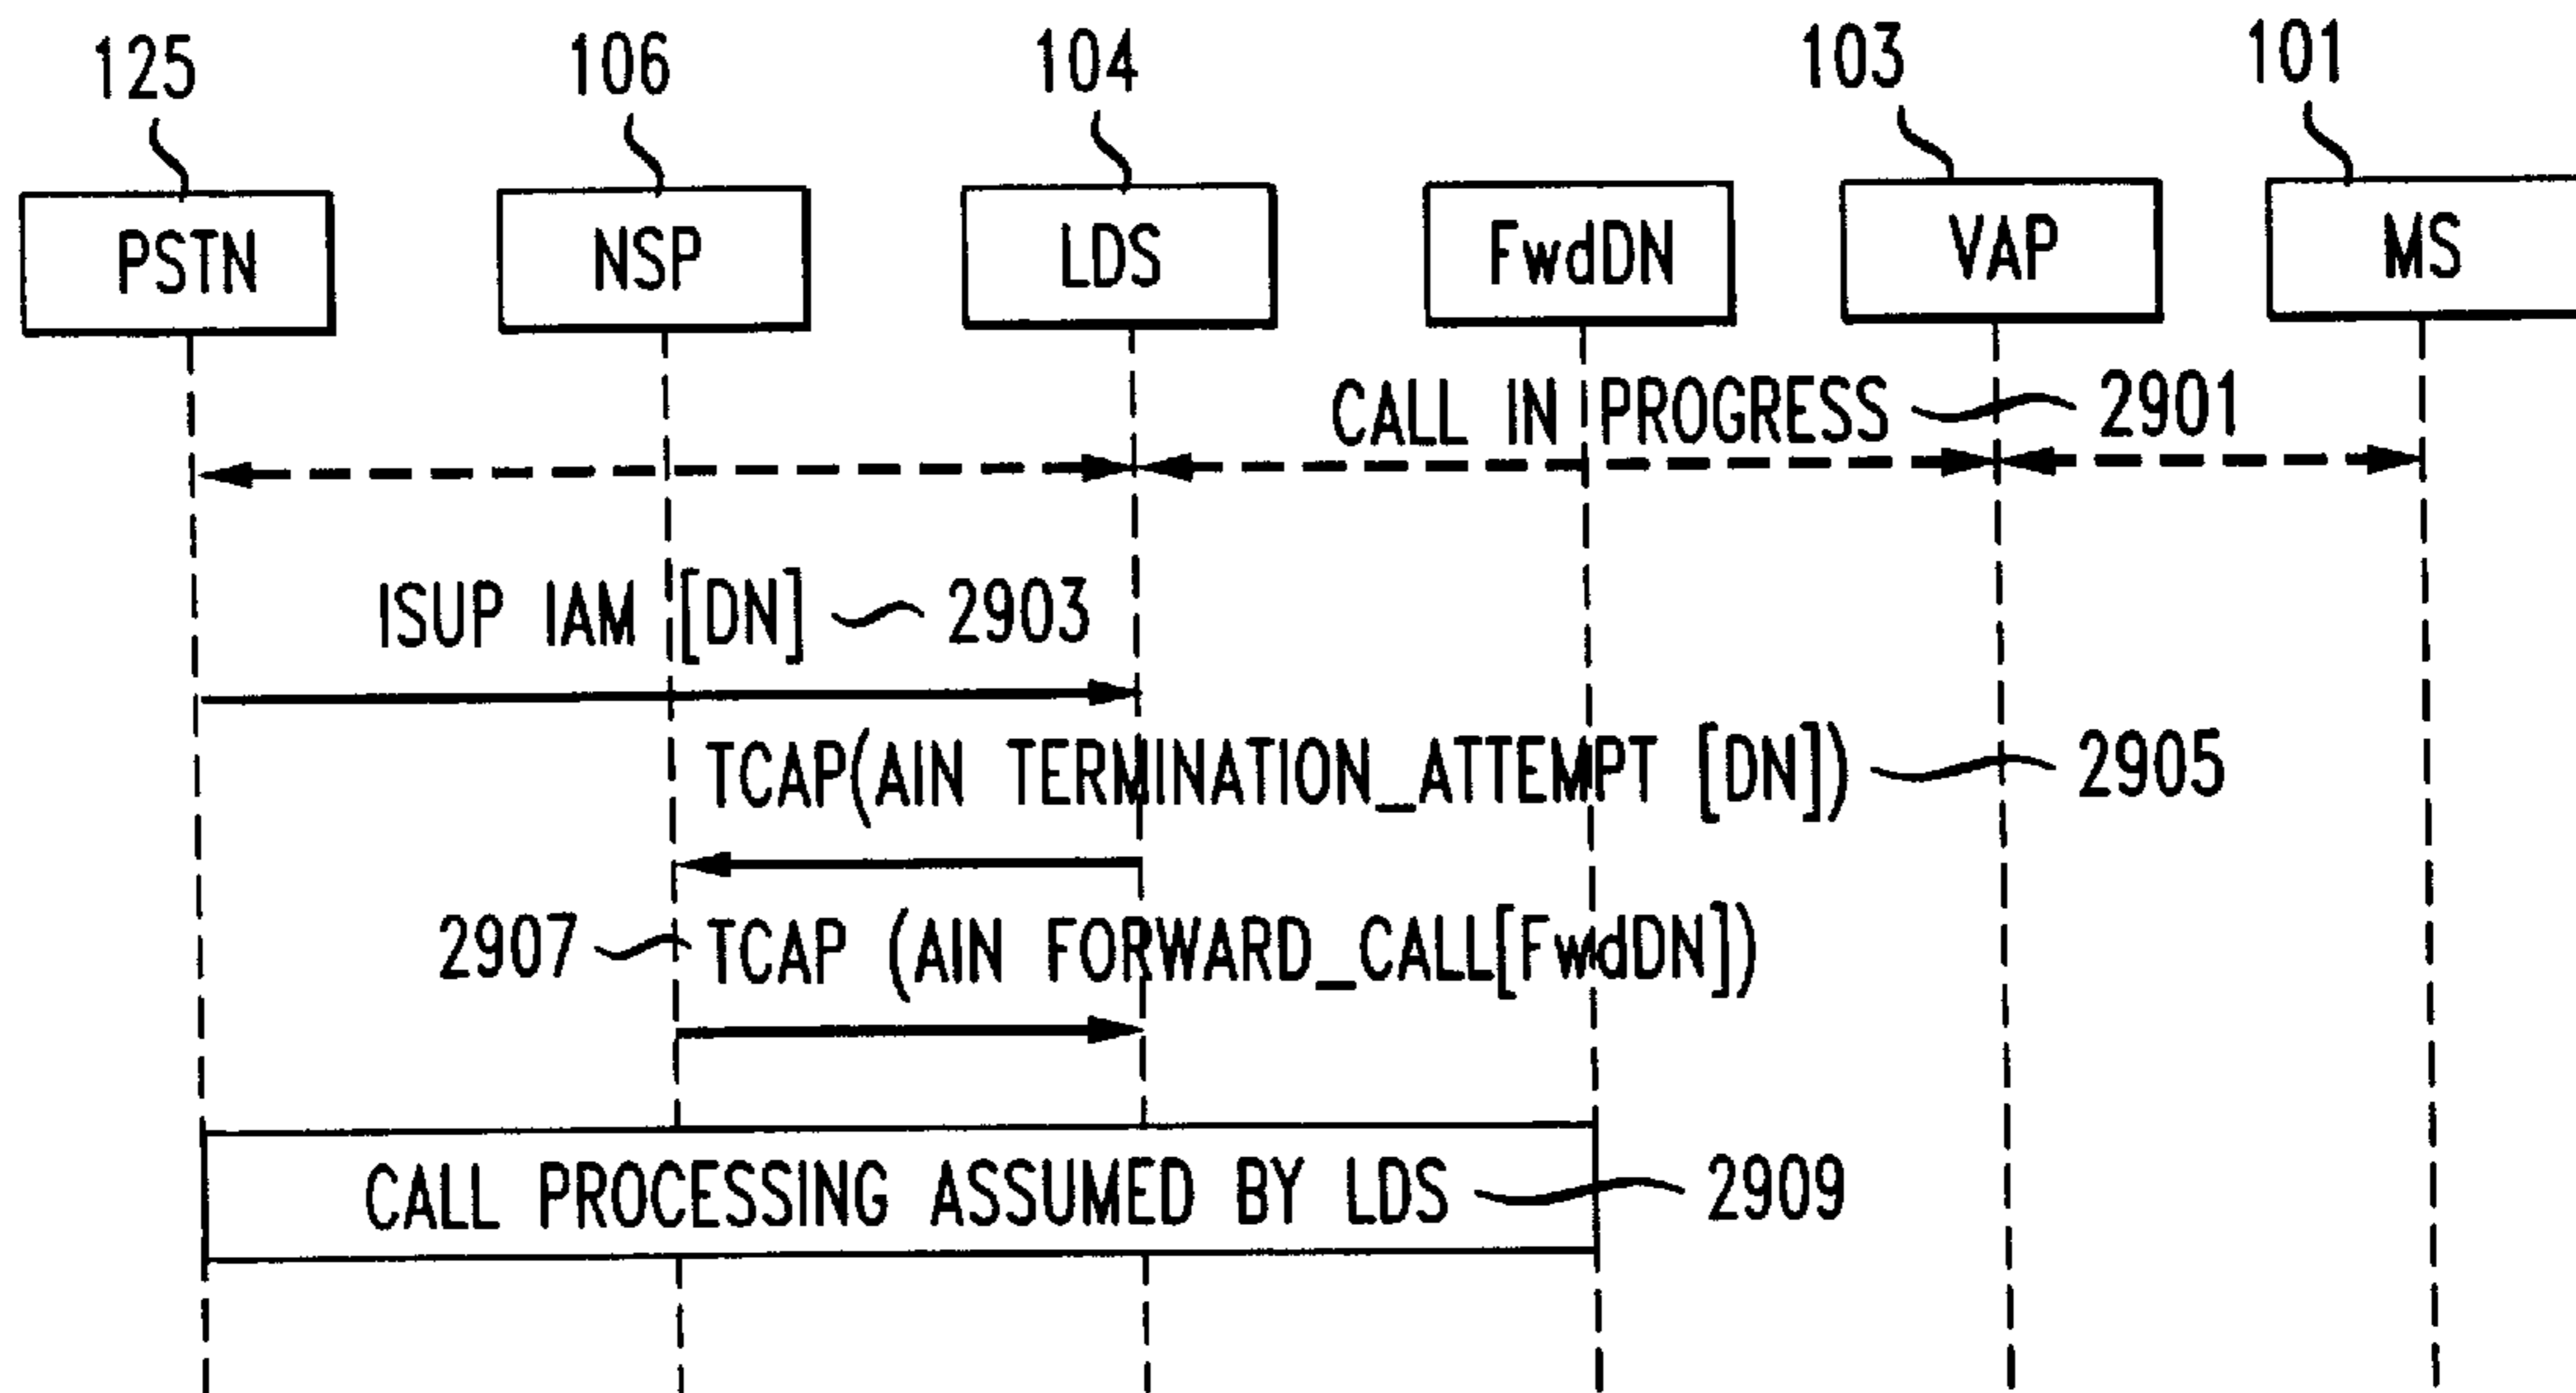 125 106 104 103 101
PSTN NSP LDS FwdDN VAP MS
CALL IN PROGRESS 2901
ISUP IAM [DN] 2903
TCAP(AIN TERMINATION_ATTEMPT [DN]) 2905
2907 TCAP (AIN FORWARD_CALL[FwdDN])
CALL PROCESSING ASSUMED BY LDS 2909